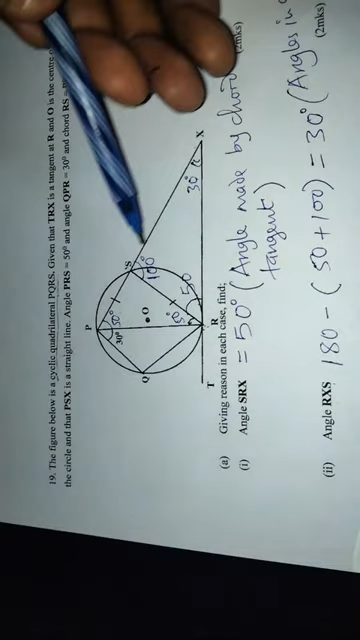 19. The figure below is a cyclic quadrilateral PQRS. Given that TRX is a tangent at R and O is the centre
the circle and that PSX is a straight line. Angle PRS = 50° and angle QPR = 30° and chord RS =
P
50°
30°
Q
O
S
100°
50°
50
R
T
30°
X
(a) Giving reason in each case, find;
(i) Angle SRX = 50° (Angle made by chord (2mks)
tangent)
(ii) Angle RXS 180 - (50+100) = 30° (Angles in
(2mks)